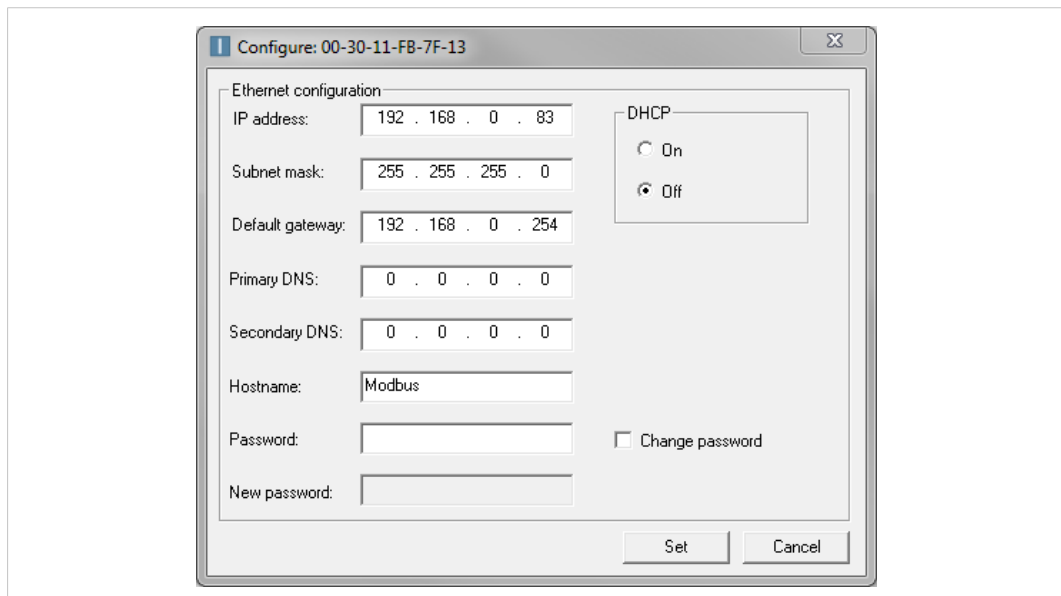 Configure: 00-30-11-FB-7F-13
Ethernet configuration
IP address: 192 . 168 . 0 . 83
DHCP
On
Subnet mask: 255 . 255 . 255 . 0
Off
Default gateway: 192 . 168 . 0 . 254
Primary DNS: 0 . 0 . 0 . 0
Secondary DNS: 0 . 0 . 0 . 0
Hostname: Modbus
Password:
Change password
New password:
Set
Cancel